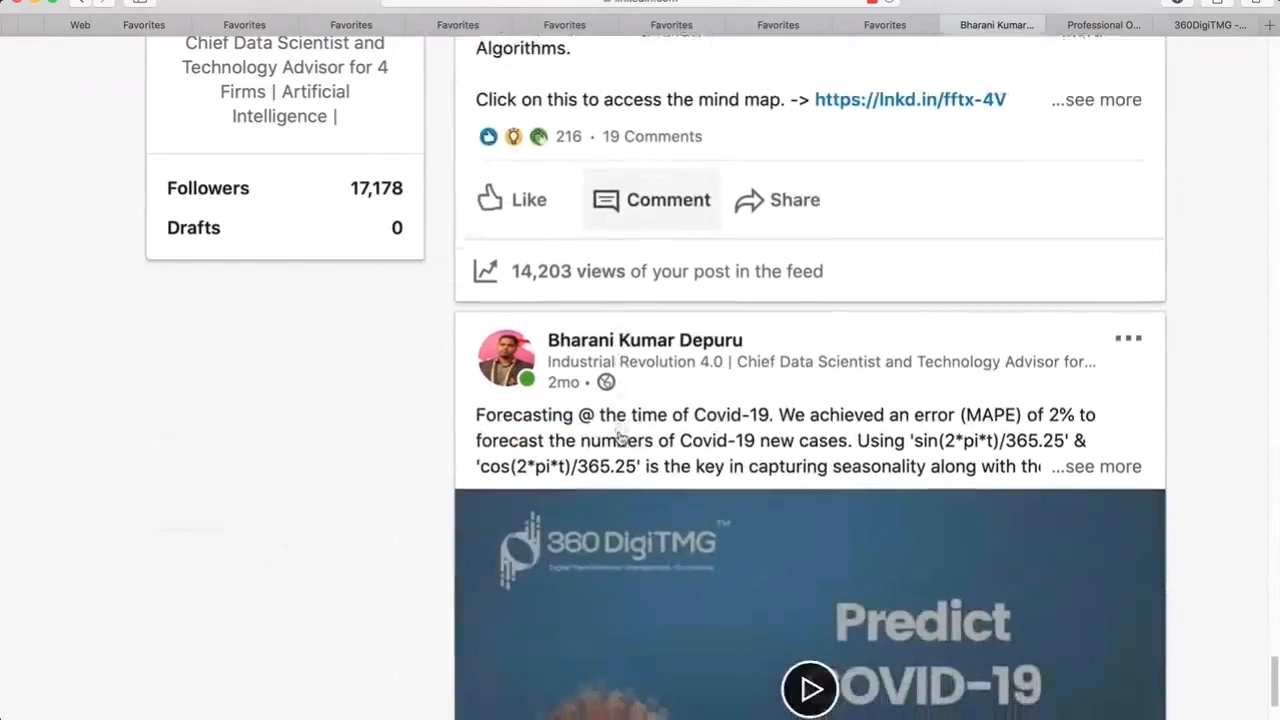 linkedin.com
Web
Favorites
Favorites
Favorites
Favorites
Favorites
Favorites
Favorites
Favorites
Bharani Kumar...
Professional O...
360DigiTMG -...
Chief Data Scientist and
Technology Advisor for 4
Firms | Artificial
Intelligence |
Followers 17,178
Drafts 0
Algorithms.
Click on this to access the mind map. -> https://lnkd.in/fftx-4V ...see more
216 · 19 Comments
Like Comment Share
14,203 views of your post in the feed
Bharani Kumar Depuru
Industrial Revolution 4.0 | Chief Data Scientist and Technology Advisor for...
2mo •
Forecasting @ the time of Covid-19. We achieved an error (MAPE) of 2% to
forecast the numbers of Covid-19 new cases. Using 'sin(2*pi*t)/365.25' &
'cos(2*pi*t)/365.25' is the key in capturing seasonality along with the ...see more
360 DigiTMG™
Predict
COVID-19